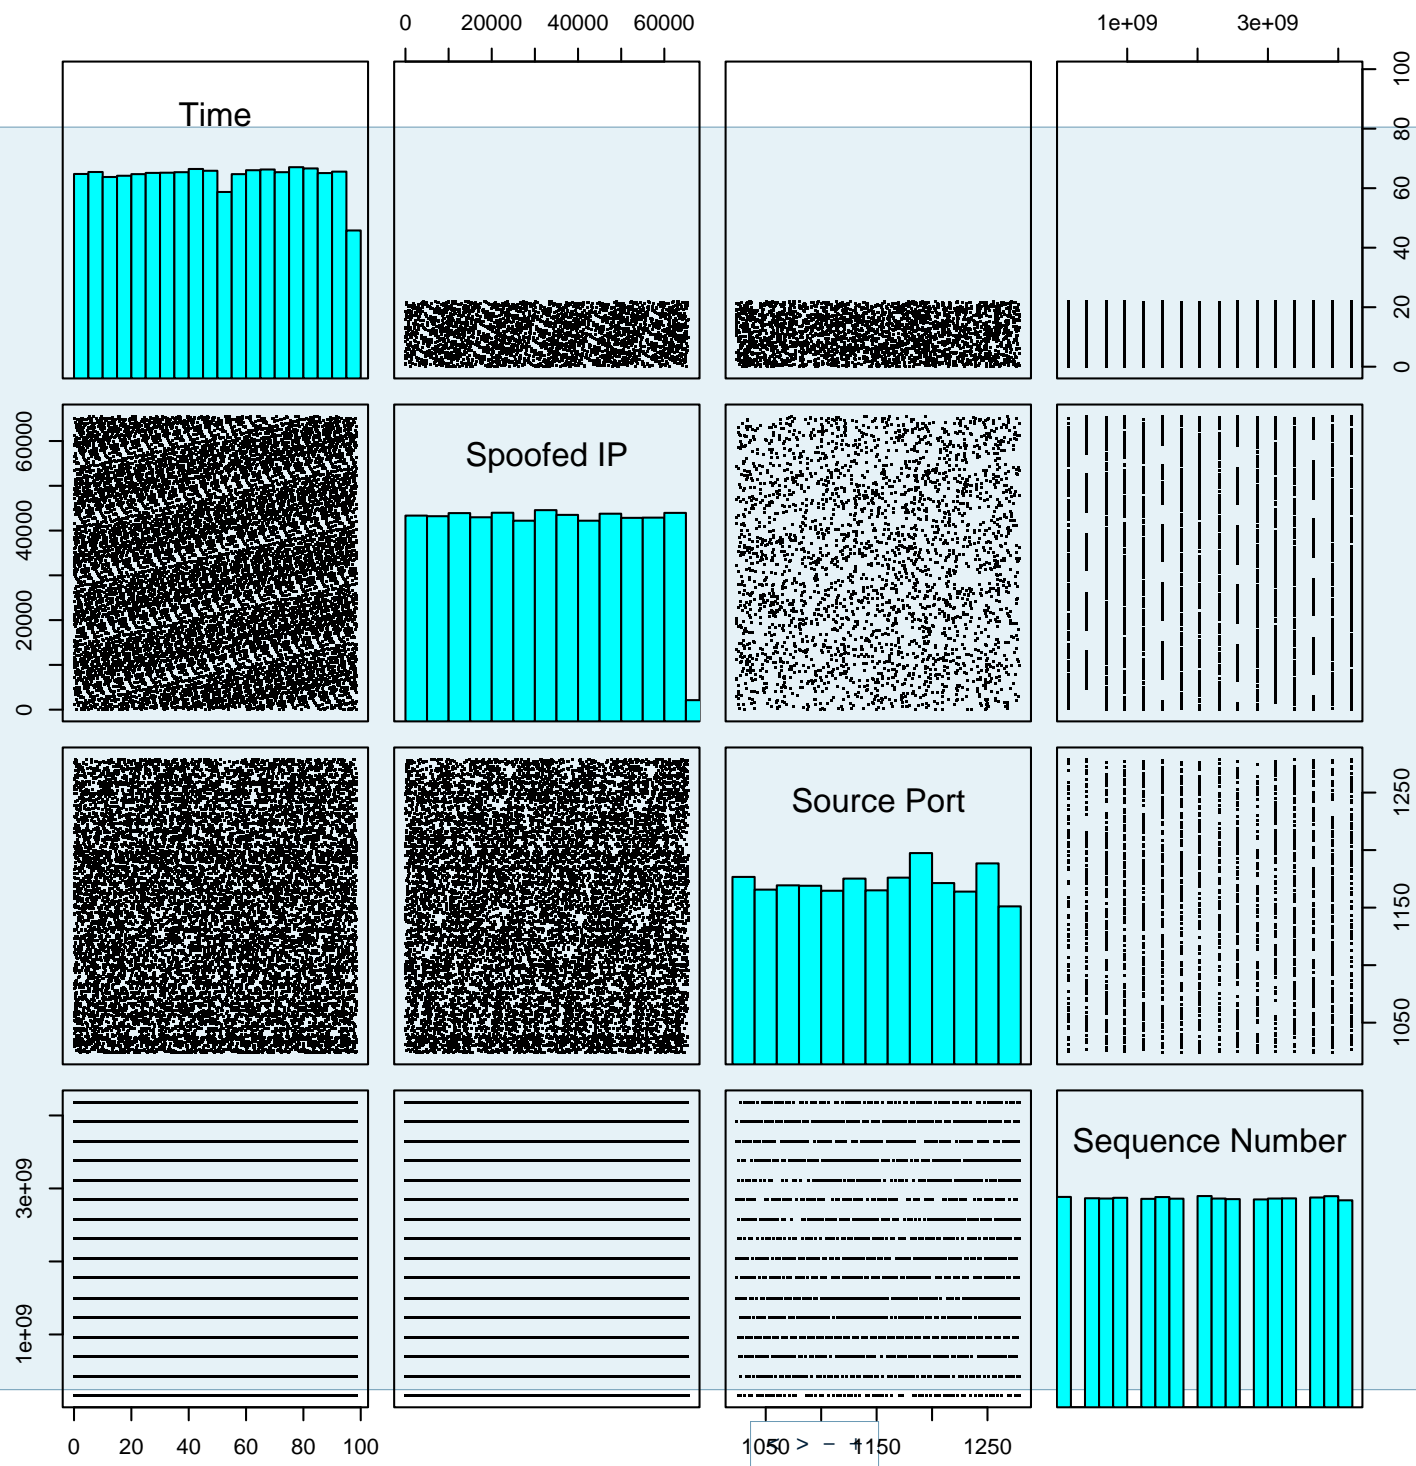 0 20000 40000 60000 1e+09 3e+09
Time
0 20 40 60 80 100
Spoofed IP
0 20000 40000 60000
Source Port
1050 1150 1250
Sequence Number
1e+09 3e+09
0 20 40 60 80 100 1050 > − + 1150 1250